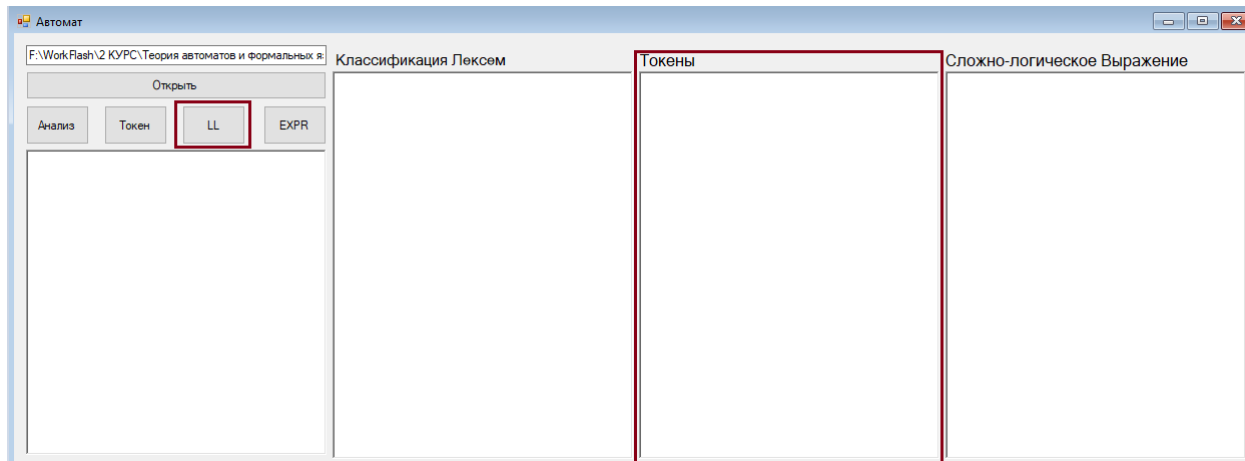 Автомат
F:\WorkFlash\2 КУРС\Теория автоматов и формальных я
Открыть
Анализ Токен LL EXPR
Классификация Лексем
Токены
Сложно-логическое Выражение